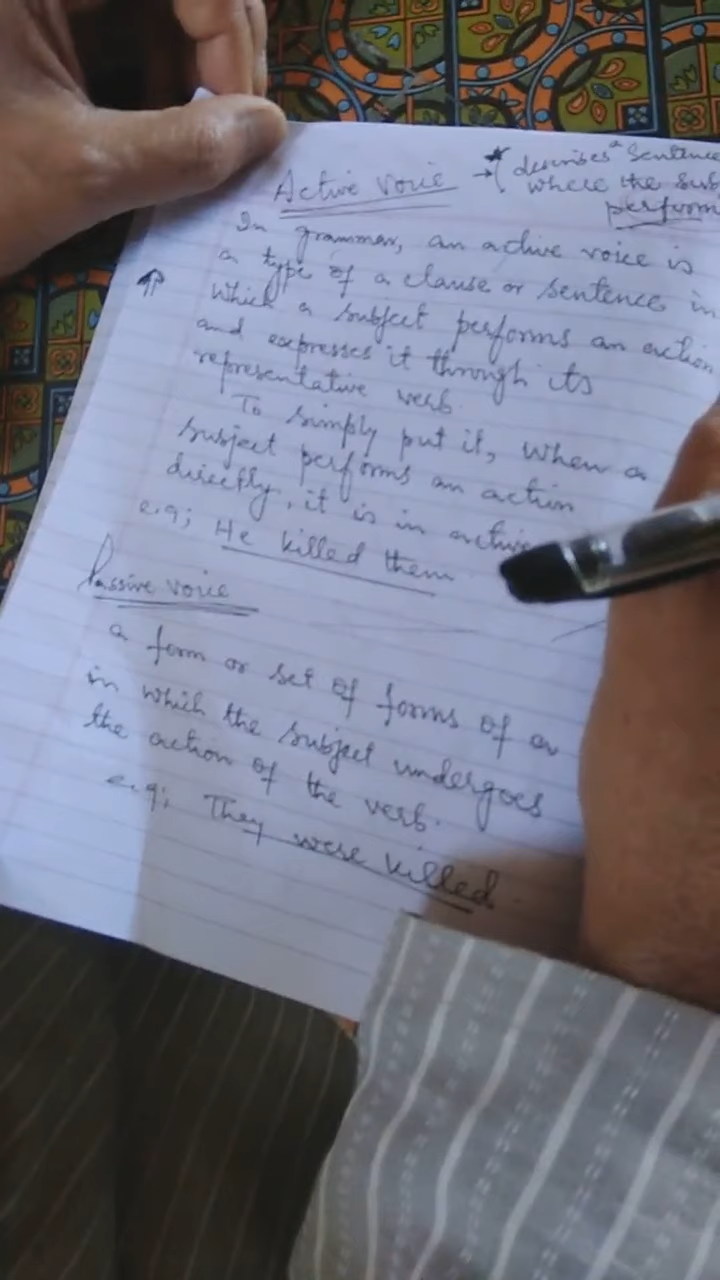 Active voice → ( describes a sentence
where the sub
perform
In grammar, an active voice is
a type of a clause or sentence in
which a subject performs an action
and expresses it through its
representative verb.
To simply put it, when a
subject performs an action
directly, it is in active
e.g; He killed them
Passive voice
a form or set of forms of a
in which the subject undergoes
the action of the verb.
e.g; They were killed